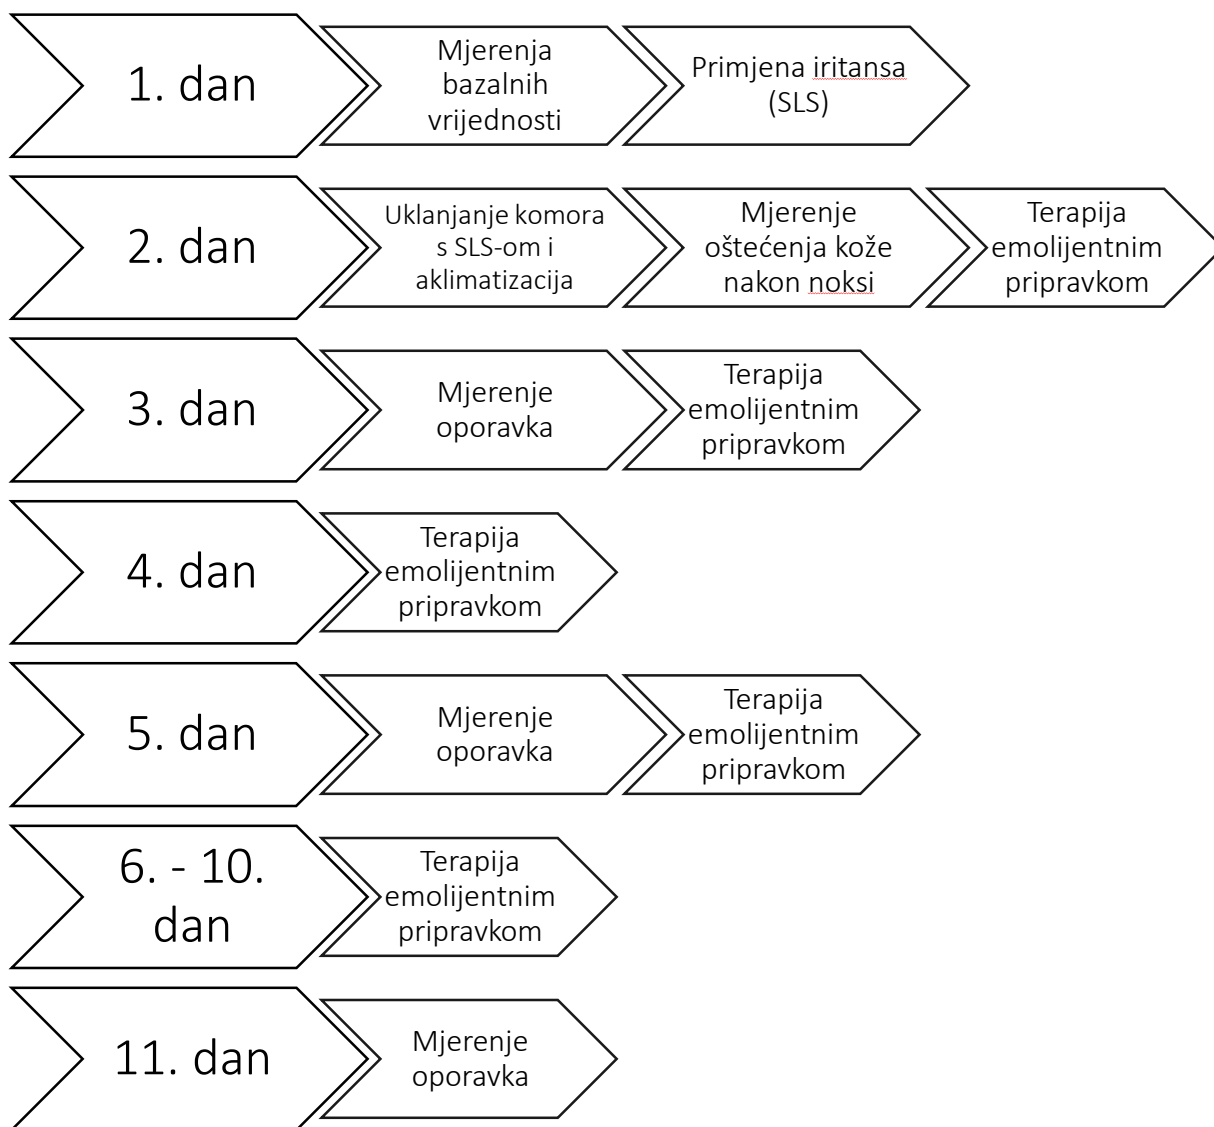 1. dan
Mjerenja
bazalnih
vrijednosti
Primjena iritansa
(SLS)
2. dan
Uklanjanje komora
s SLS-om i
aklimatizacija
Mjerenje
oštećenja kože
nakon noksi
Terapija
emolijentnim
pripravkom
3. dan
Mjerenje
oporavka
Terapija
emolijentnim
pripravkom
4. dan
Terapija
emolijentnim
pripravkom
5. dan
Mjerenje
oporavka
Terapija
emolijentnim
pripravkom
6. - 10.
dan
Terapija
emolijentnim
pripravkom
11. dan
Mjerenje
oporavka